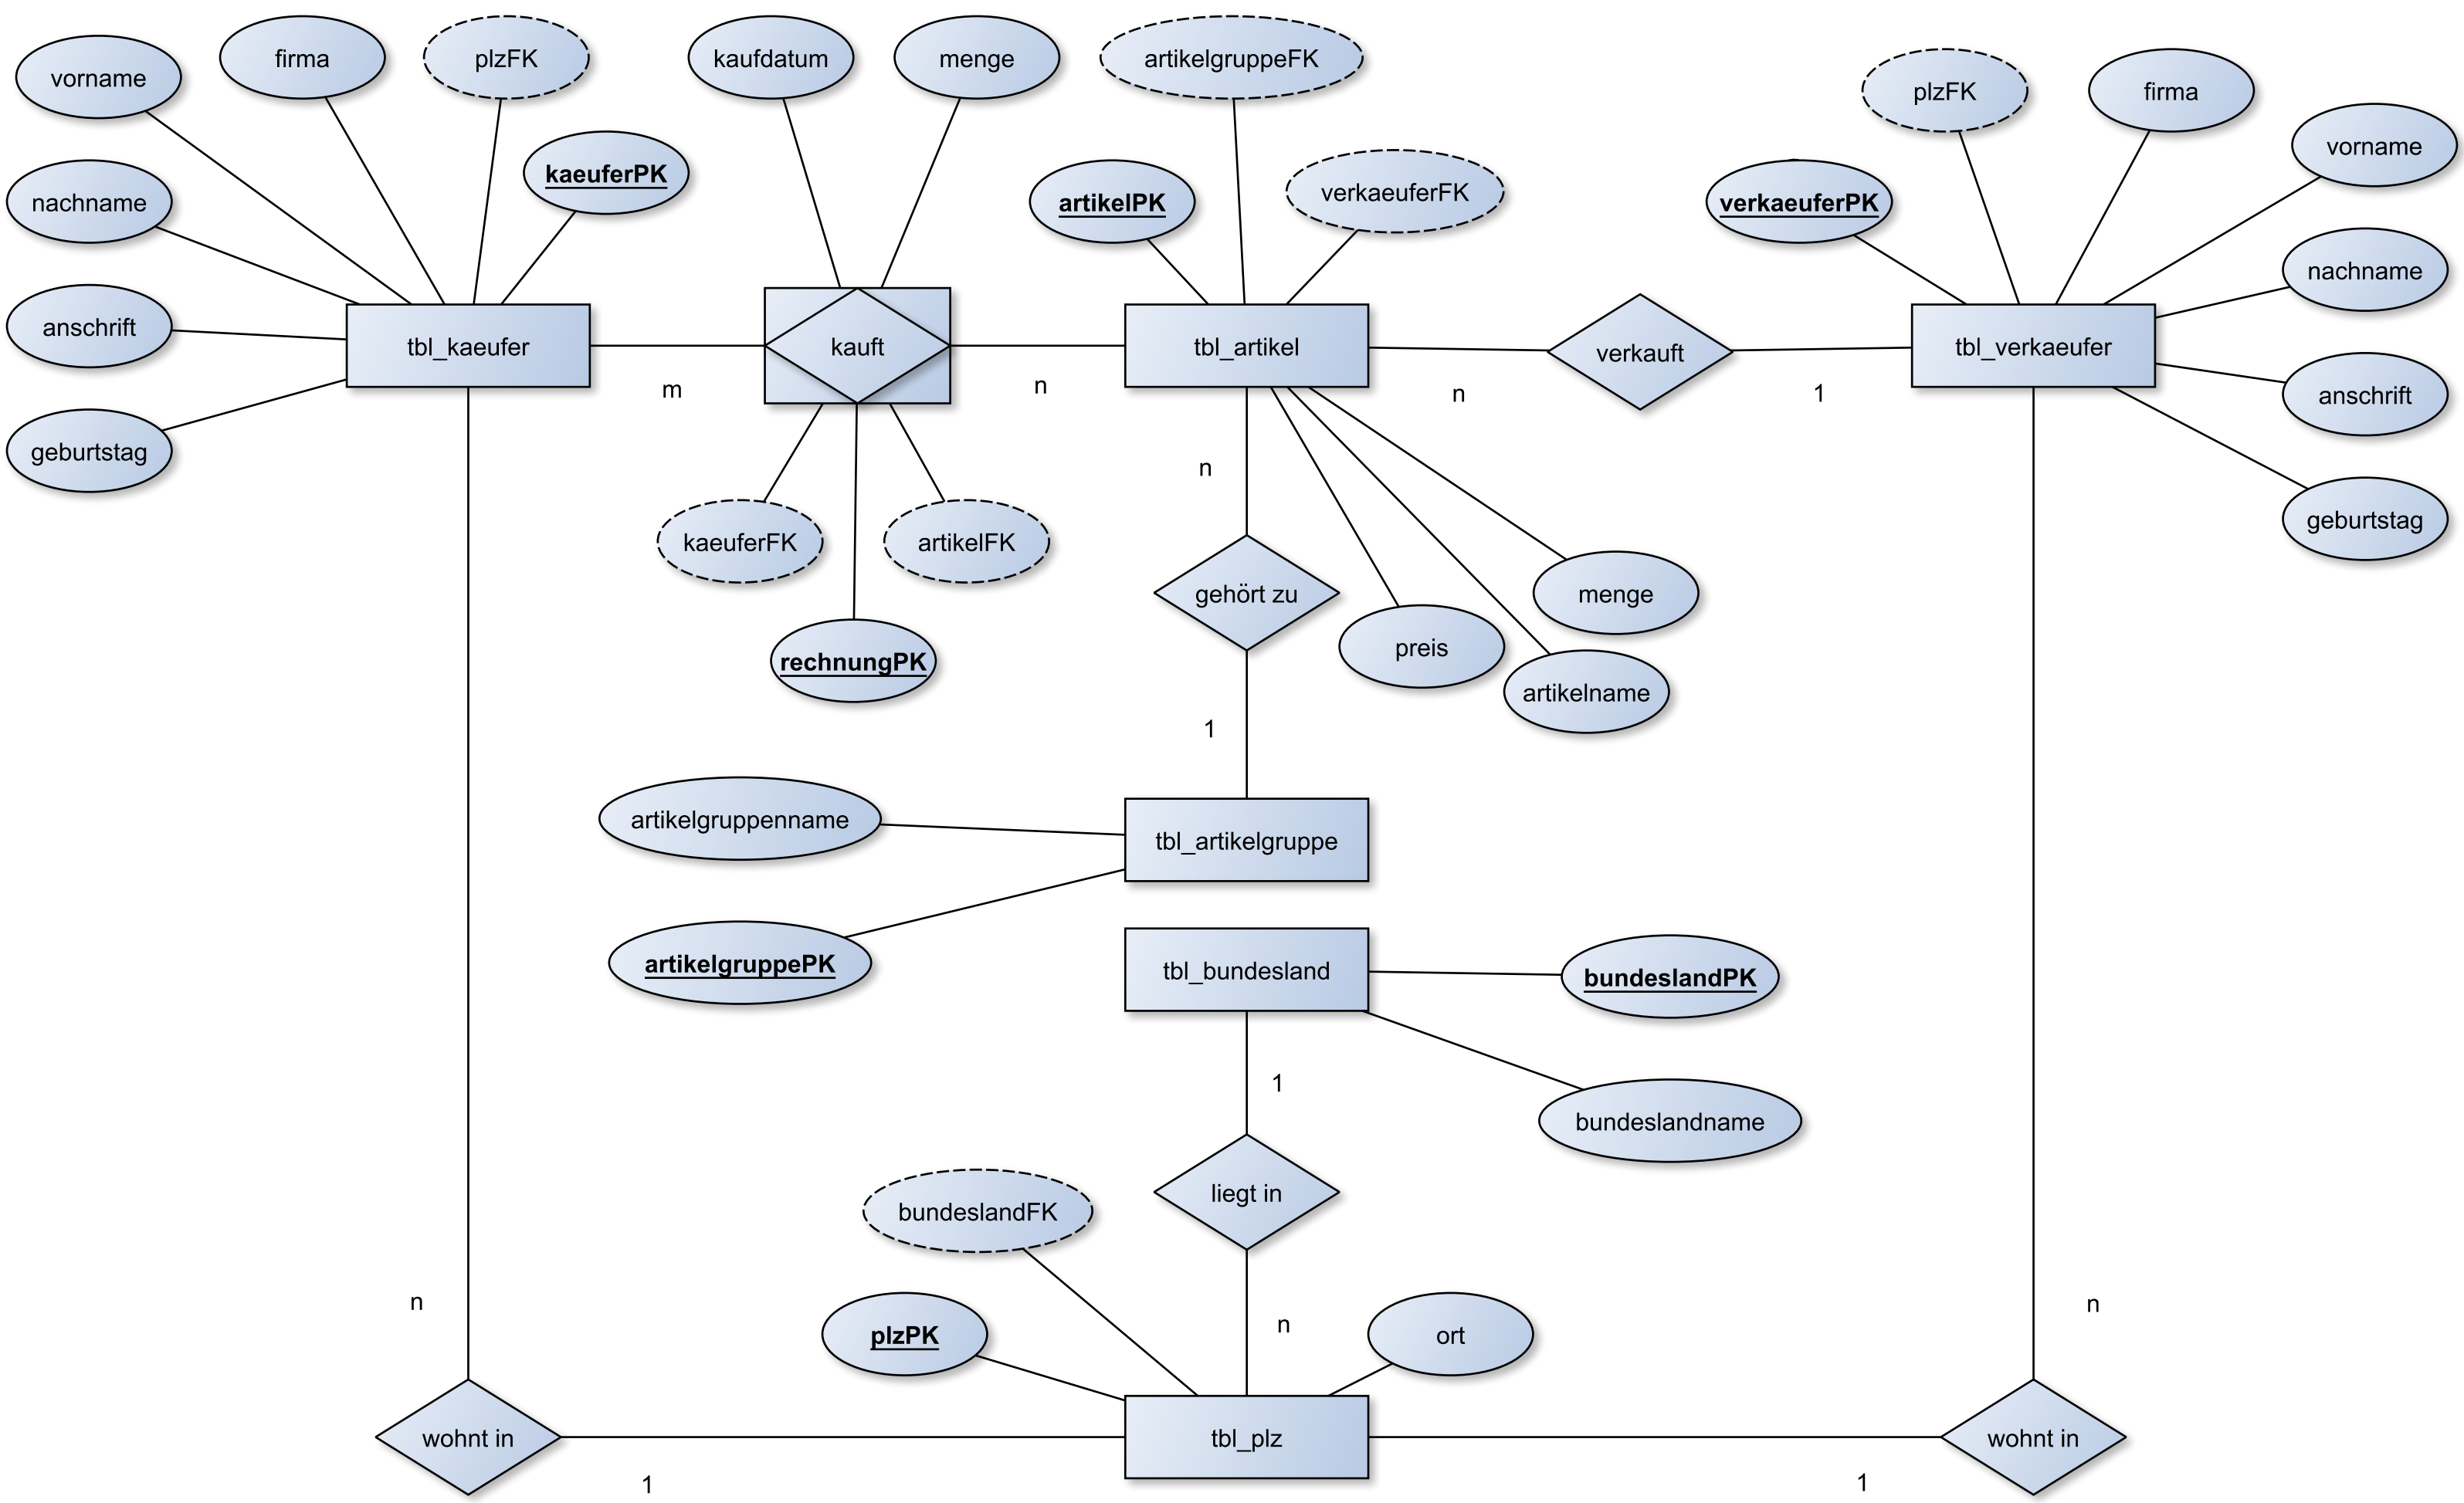 vorname
firma
plzFK
kaufdatum
menge
artikelgruppeFK
plzFK
firma
vorname
kaeuferPK
nachname
artikelPK
verkaeuferFK
verkaeuferPK
nachname
anschrift
tbl_kaeufer
kauft
tbl_artikel
verkauft
tbl_verkaeufer
m
n
n
1
anschrift
geburtstag
n
geburtstag
kaeuferFK
artikelFK
gehört zu
menge
rechnungPK
preis
artikelname
1
artikelgruppenname
tbl_artikelgruppe
artikelgruppePK
tbl_bundesland
bundeslandPK
1
bundeslandname
liegt in
bundeslandFK
n
n
n
plzPK
ort
wohnt in
tbl_plz
wohnt in
1
1